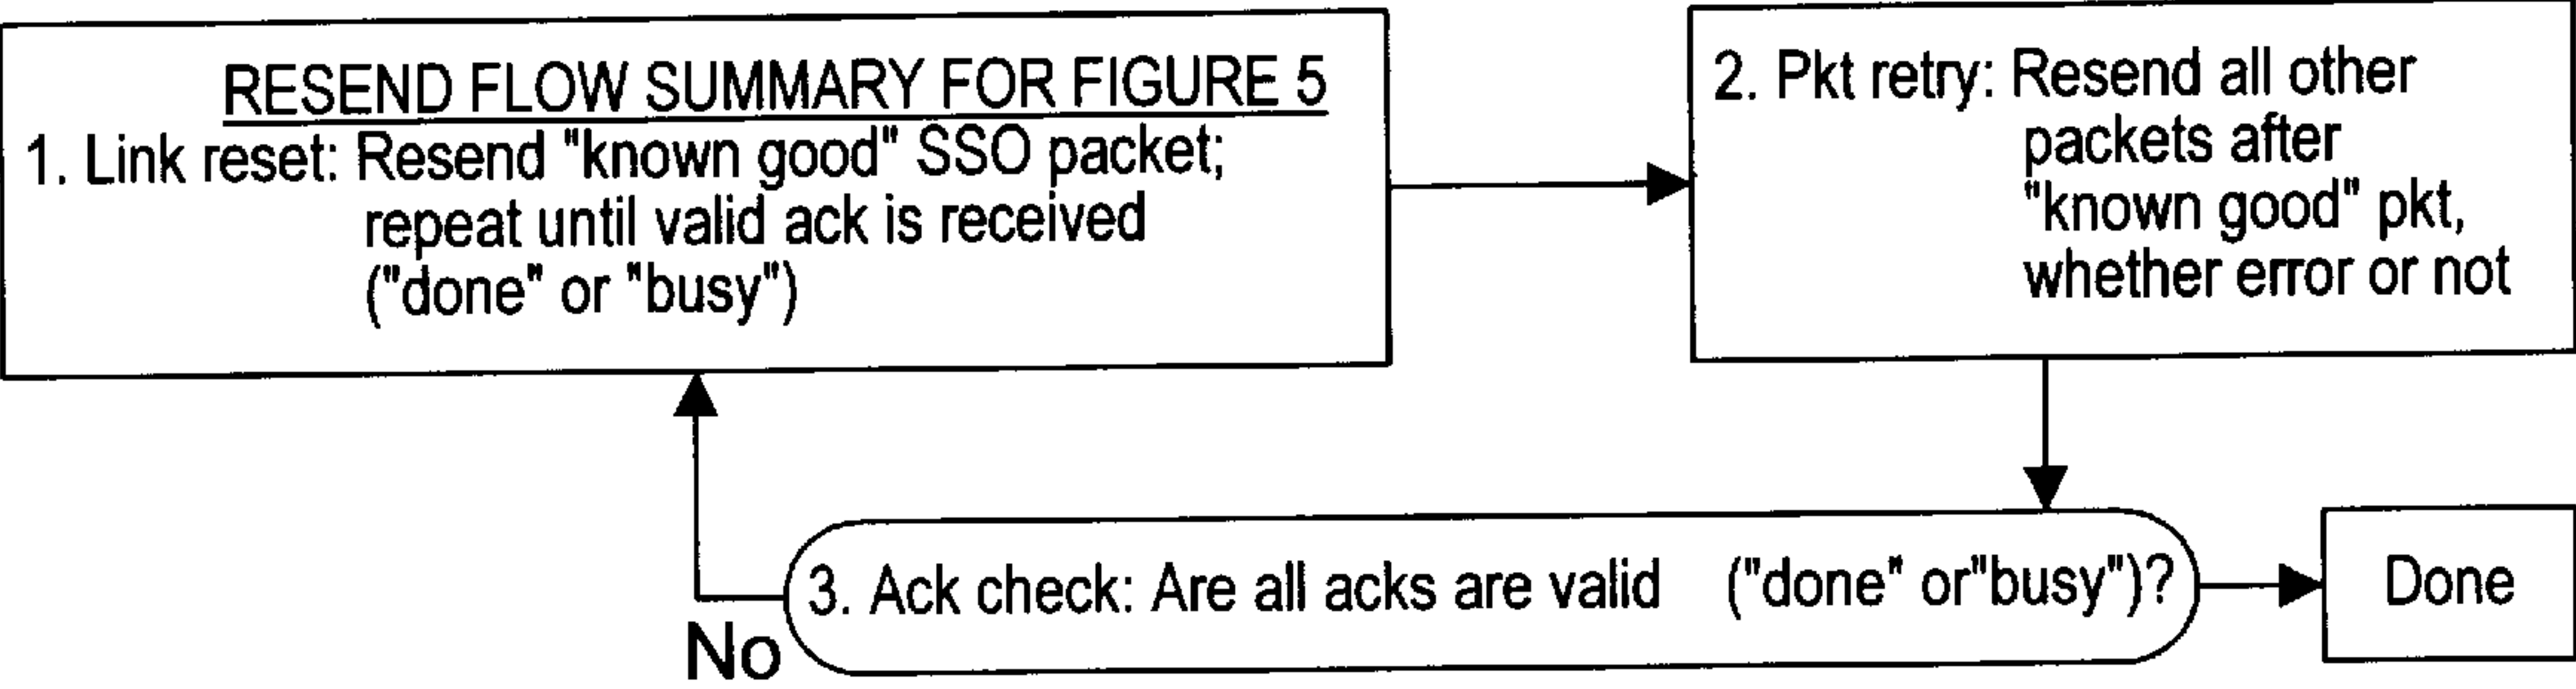 RESEND FLOW SUMMARY FOR FIGURE 5
1. Link reset: Resend "known good" SSO packet;
repeat until valid ack is received
("done" or "busy")
2. Pkt retry: Resend all other
packets after
"known good" pkt,
whether error or not
3. Ack check: Are all acks are valid ("done" or"busy")?
Done
No